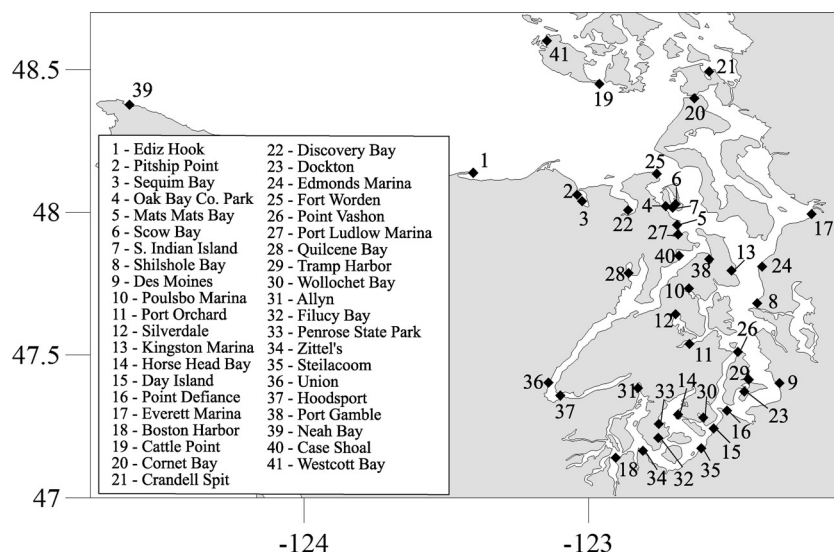 48.5
48
47.5
47
-124
-123
39
41
19
21
20
1
2
3
22
25
6
4
7
5
27
40
38
13
24
28
10
12
8
11
26
36
37
31
33
14
30
29
9
23
16
15
35
32
34
18
17
1 - Ediz Hook
2 - Pitship Point
3 - Sequim Bay
4 - Oak Bay Co. Park
5 - Mats Mats Bay
6 - Scow Bay
7 - S. Indian Island
8 - Shilshole Bay
9 - Des Moines
10 - Poulsbo Marina
11 - Port Orchard
12 - Silverdale
13 - Kingston Marina
14 - Horse Head Bay
15 - Day Island
16 - Point Defiance
17 - Everett Marina
18 - Boston Harbor
19 - Cattle Point
20 - Cornet Bay
21 - Crandell Spit
22 - Discovery Bay
23 - Dockton
24 - Edmonds Marina
25 - Fort Worden
26 - Point Vashon
27 - Port Ludlow Marina
28 - Quilcene Bay
29 - Tramp Harbor
30 - Wollochet Bay
31 - Allyn
32 - Filucy Bay
33 - Penrose State Park
34 - Zittel's
35 - Steilacoom
36 - Union
37 - Hoodsport
38 - Port Gamble
39 - Neah Bay
40 - Case Shoal
41 - Westcott Bay